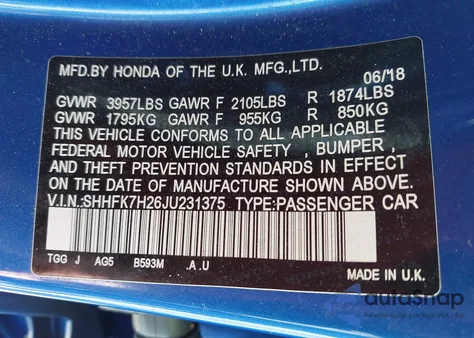 MFD.BY HONDA OF THE U.K. MFG.,LTD.
06/18
GVWR 3957LBS GAWR F 2105LBS R 1874LBS
GVWR 1795KG GAWR F 955KG R 850KG
THIS VEHICLE CONFORMS TO ALL APPLICABLE
FEDERAL MOTOR VEHICLE SAFETY , BUMPER ,
AND THEFT PREVENTION STANDARDS IN EFFECT
ON THE DATE OF MANUFACTURE SHOWN ABOVE.
V.I.N.:SHHFK7H26JU231375 TYPE:PASSENGER CAR
TGG J AG5 B593M .A.U
MADE IN U.K.
AutoSnap